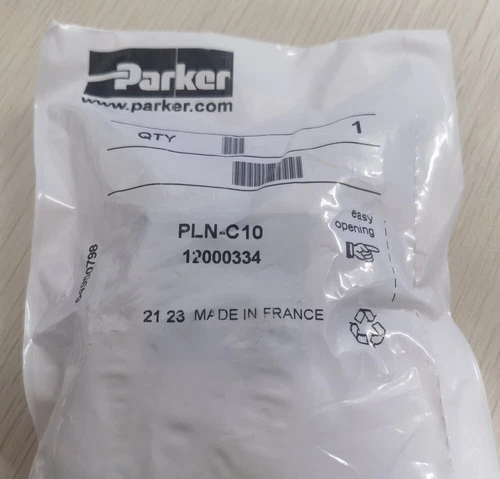 Parker
www.parker.com
QTY 1
easy
opening
PLN-C10
12000334
21 23 MADE IN FRANCE